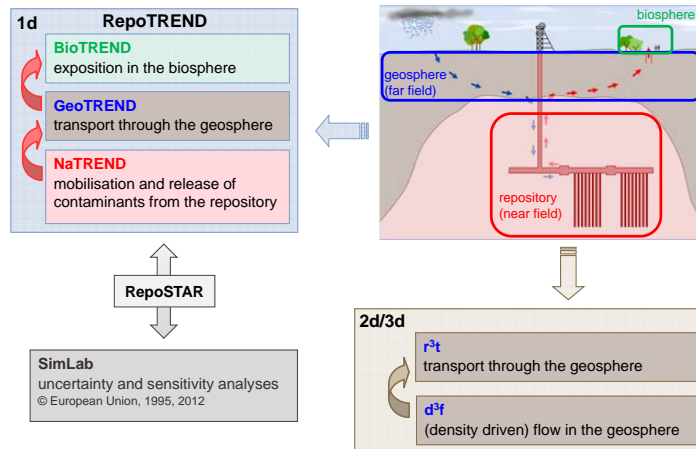 1d
RepoTREND
BioTREND
exposition in the biosphere
GeoTREND
transport through the geosphere
NaTREND
mobilisation and release of
contaminants from the repository
RepoSTAR
SimLab
uncertainty and sensitivity analyses
© European Union, 1995, 2012
biosphere
geosphere
(far field)
repository
(near field)
2d/3d
r³t
transport through the geosphere
d³f
(density driven) flow in the geosphere